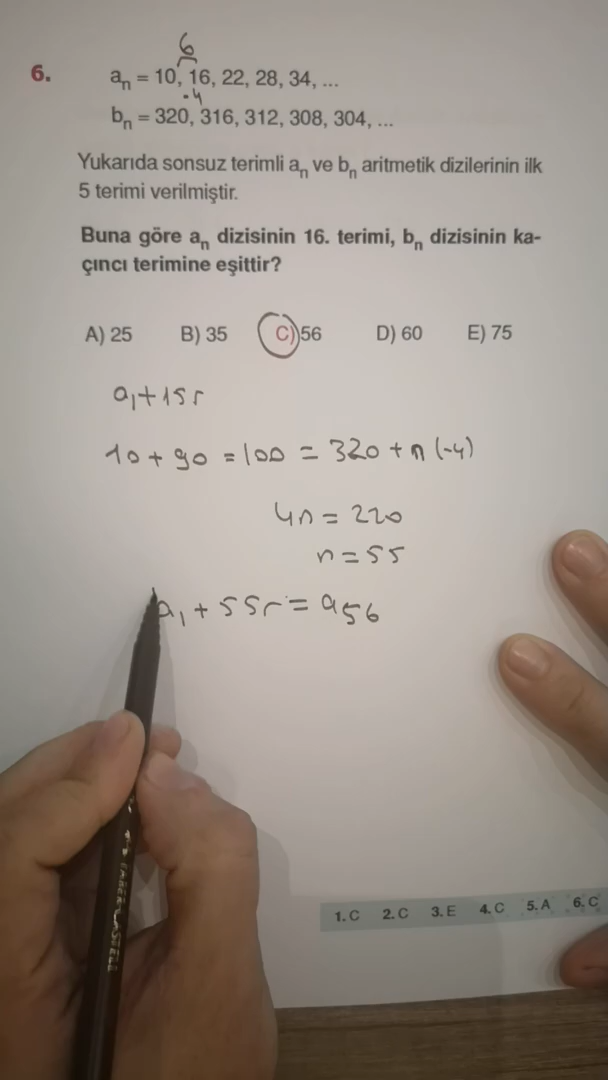 6
6. aₙ = 10, 16, 22, 28, 34, ...
-4
bₙ = 320, 316, 312, 308, 304, ...
Yukarıda sonsuz terimli aₙ ve bₙ aritmetik dizilerinin ilk
5 terimi verilmiştir.
Buna göre aₙ dizisinin 16. terimi, bₙ dizisinin ka-
çıncı terimine eşittir?
A) 25 B) 35 C) 56 D) 60 E) 75
a₁+15r
10+90=100=320+n(-4)
4n=220
n=55
a₁+55r=a₅₆
1. C 2. C 3. E 4. C 5. A 6. C
FABER-CASTELL